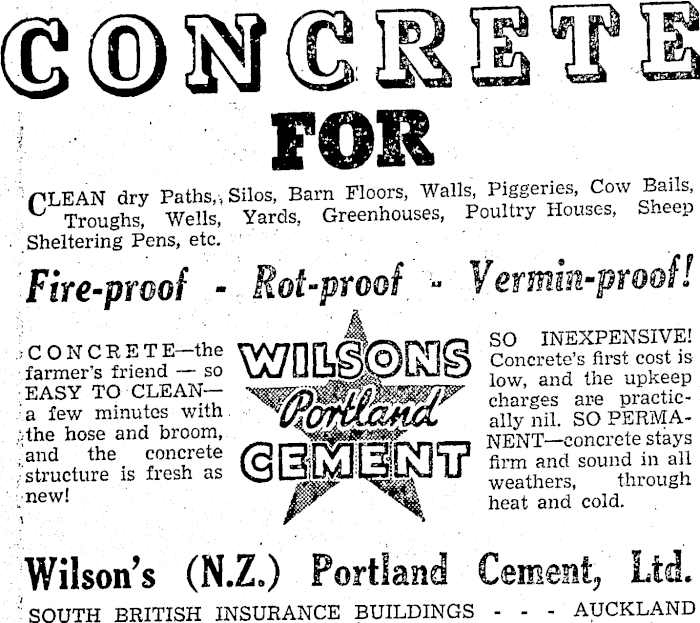 CONCRETE
FOR
CLEAN dry Paths, Silos, Barn Floors, Walls, Piggeries, Cow Bails,
Troughs, Wells, Yards, Greenhouses, Poultry Houses, Sheep
Sheltering Pens, etc.
Fire-proof - Rot-proof - Vermin-proof!
CONCRETE—the
farmer's friend — so
EASY TO CLEAN—
a few minutes with
the hose and broom,
and the concrete
structure is fresh as
new!
WILSONS
Portland
CEMENT
SO INEXPENSIVE!
Concrete's first cost is
low, and the upkeep
charges are practic-
ally nil. SO PERMA-
NENT—concrete stays
firm and sound in all
weathers, through
heat and cold.
Wilson's (N.Z.) Portland Cement, Ltd.
SOUTH BRITISH INSURANCE BUILDINGS - - - AUCKLAND